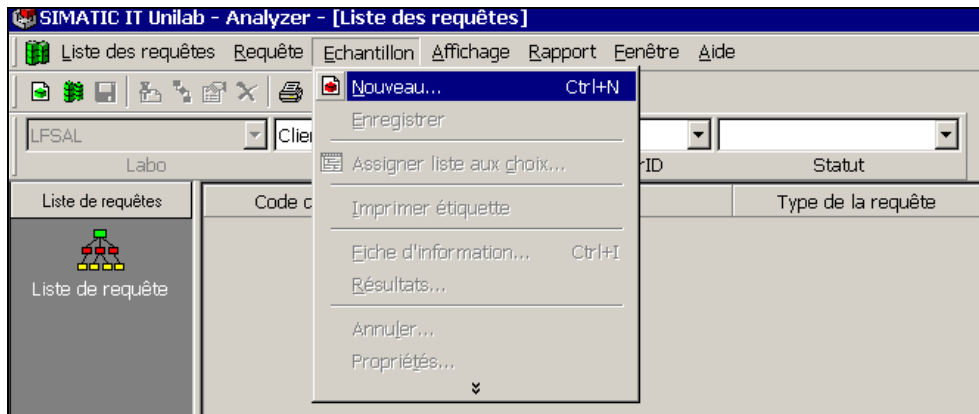 SIMATIC IT Unilab - Analyzer - [Liste des requêtes]
Liste des requêtes Requête Echantillon Affichage Rapport Fenêtre Aide
Nouveau... Ctrl+N
Enregistrer
LFSAL
Labo
Statut
Assigner liste aux choix...
Liste de requêtes
Type de la requête
Imprimer étiquette
Fiche d'information... Ctrl+I
Liste de requête
Résultats...
Annuler...
Propriétés...